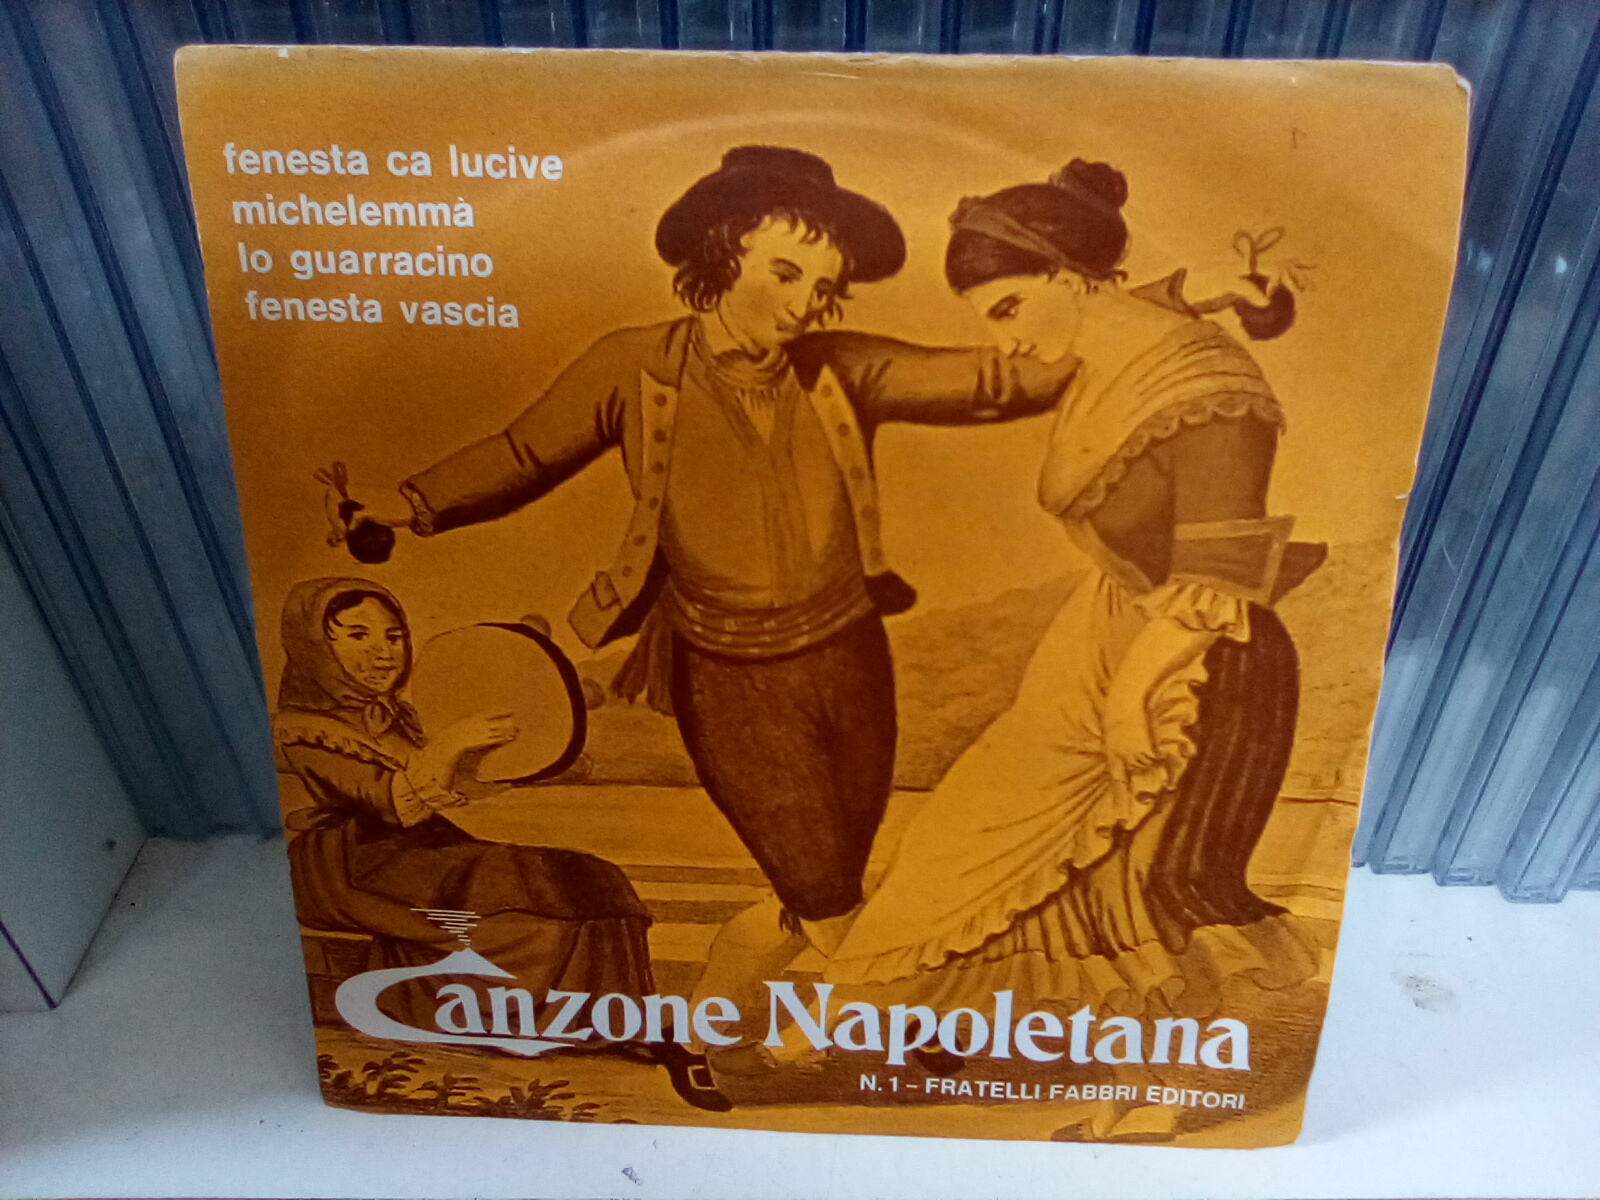 fenesta ca lucive
michelemmà
lo guarracino
fenesta vascia
Canzone Napoletana
N. 1 – FRATELLI FABBRI EDITORI